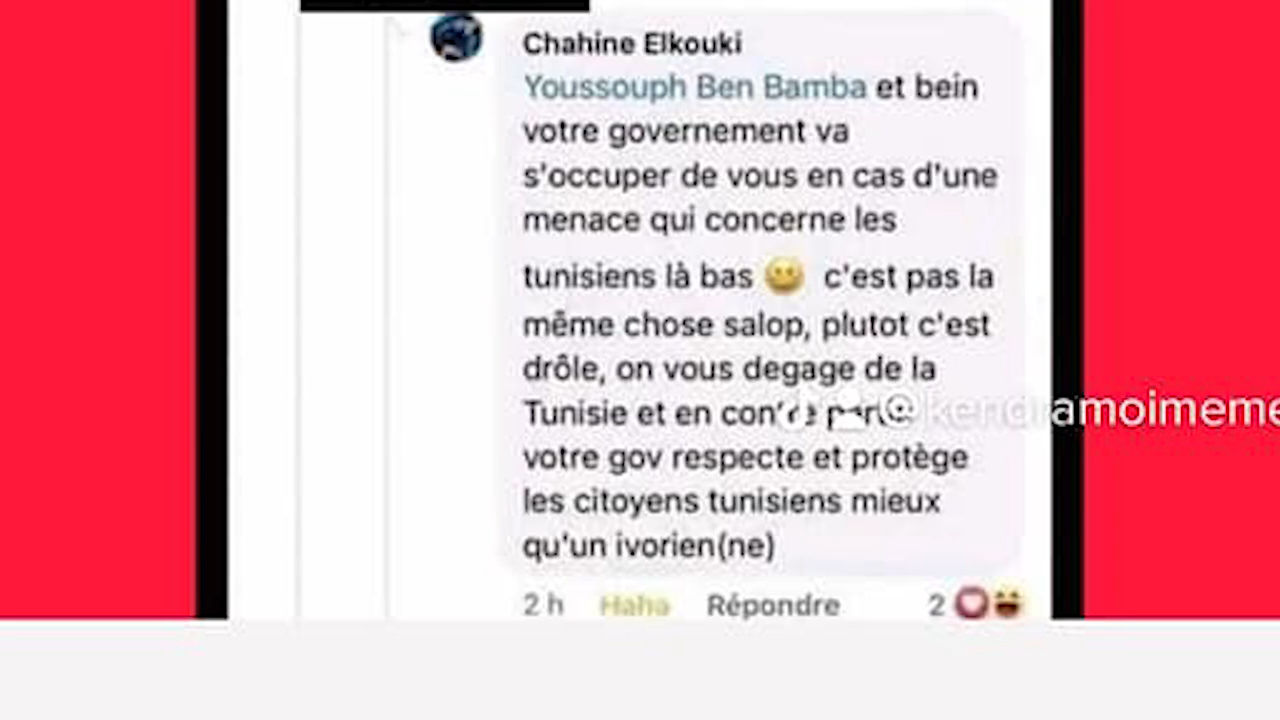 Chahine Elkouki
Youssouph Ben Bamba et bein
votre governement va
s'occuper de vous en cas d'une
menace qui concerne les
tunisiens là bas 😀 c'est pas la
même chose salop, plutot c'est
drôle, on vous degage de la
Tunisie et en
@kendramoimeme
votre gov respecte et protège
les citoyens tunisiens mieux
qu'un ivorien(ne)
2 h Haha Répondre 2